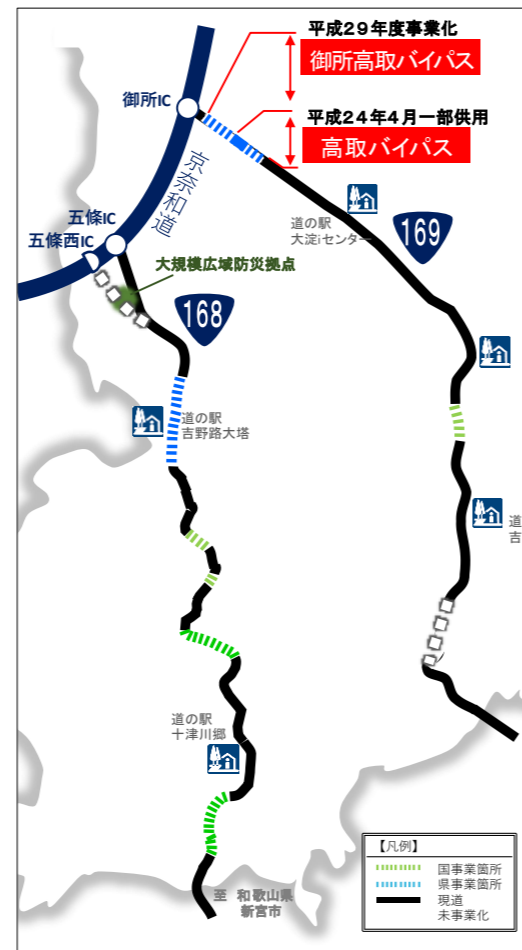 平成29年度事業化
御所高取バイパス
御所IC
平成24年4月一部供用
高取バイパス
京奈和道
道の駅
大淀iセンター
169
五條IC
五條西IC
大規模広域防災拠点
168
道の駅
吉野路大塔
道
吉
道の駅
十津川郷
【凡例】
国事業箇所
県事業箇所
現道
未事業化
至 和歌山県
新宮市